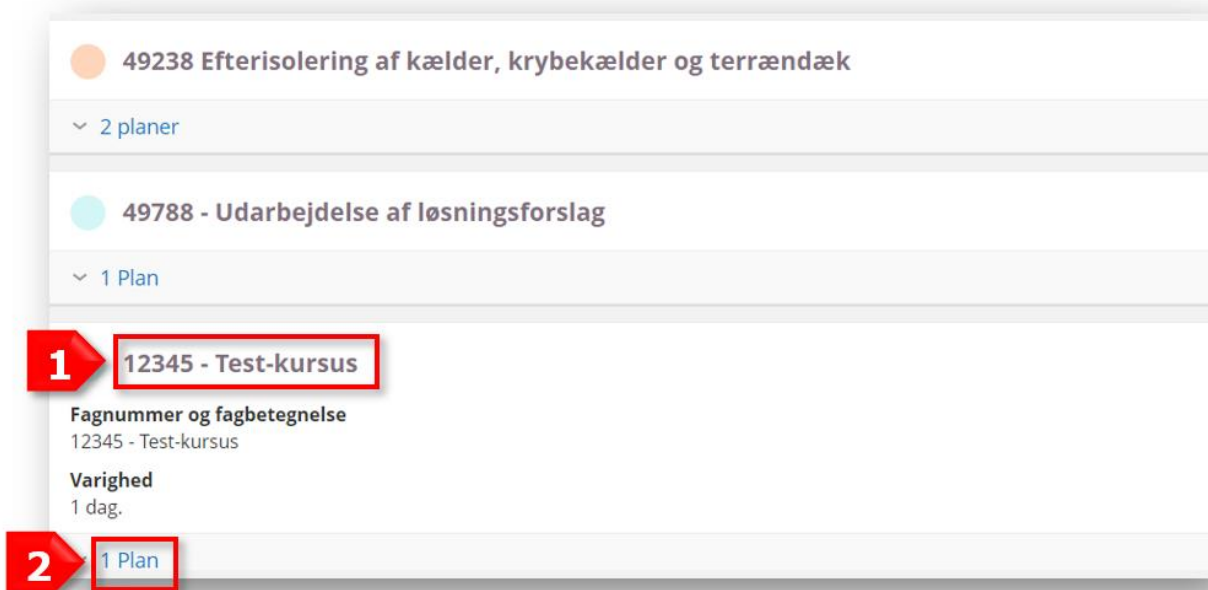 49238 Efterisolering af kælder, krybekælder og terrændæk
2 planer
49788 - Udarbejdelse af løsningsforslag
1 Plan
1 12345 - Test-kursus
Fagnummer og fagbetegnelse
12345 - Test-kursus
Varighed
1 dag.
2 1 Plan